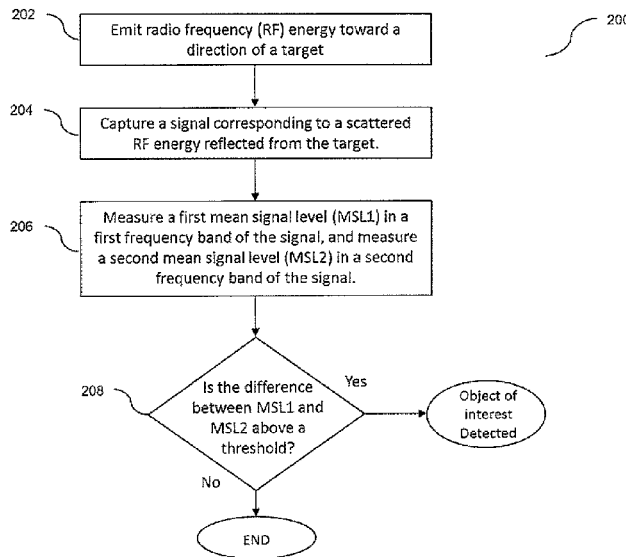 202
200
Emit radio frequency (RF) energy toward a
direction of a target
204
Capture a signal corresponding to a scattered
RF energy reflected from the target.
206
Measure a first mean signal level (MSL1) in a
first frequency band of the signal, and measure
a second mean signal level (MSL2) in a second
frequency band of the signal.
208
Is the difference
between MSL1 and
MSL2 above a
threshold?
Yes
Object of
interest
Detected
No
END